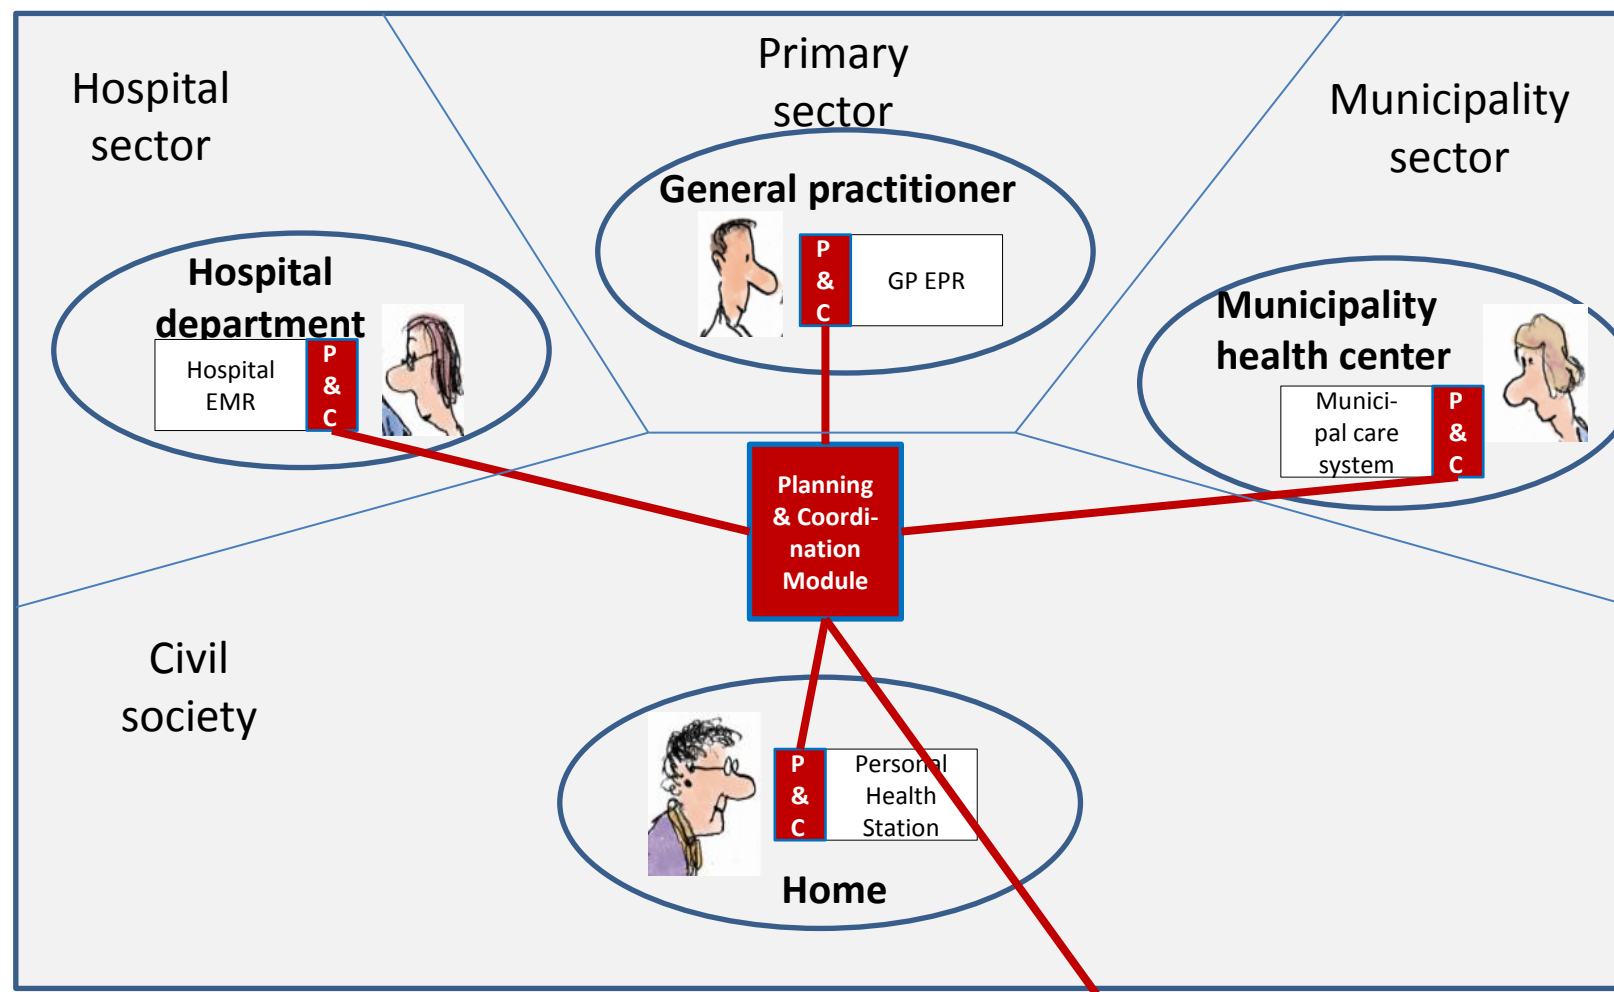 Hospital
sector
Primary
sector
Municipality
sector
General practitioner
P
&
C
GP EPR
Hospital
department
Hospital
EMR
P
&
C
Municipality
health center
Munici-
pal care
system
P
&
C
Planning
& Coordi-
nation
Module
Civil
society
P
&
C
Personal
Health
Station
Home